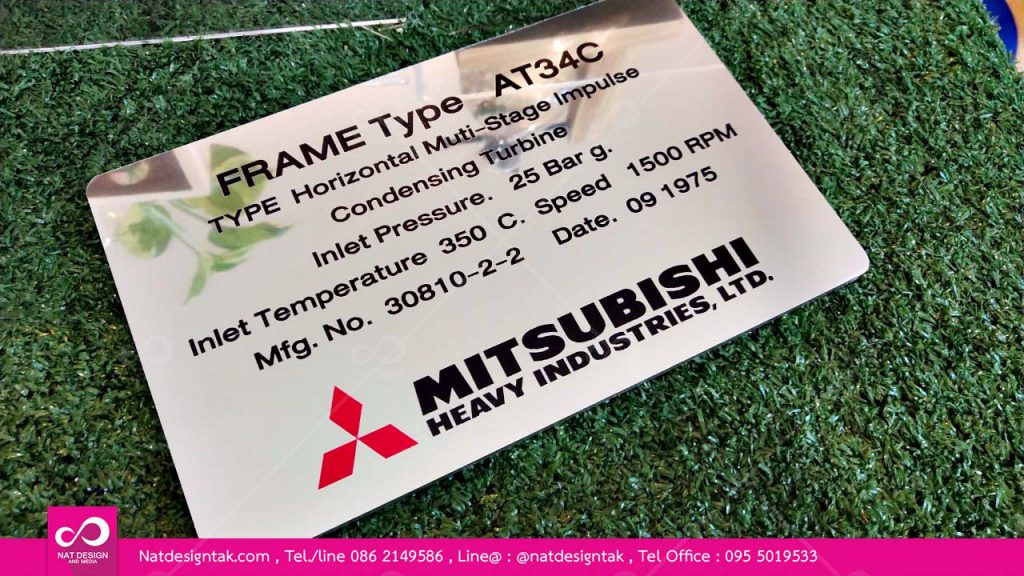 FRAME Type AT34C
TYPE Horizontal Muti-Stage Impulse
Condensing Turbine
Inlet Pressure. 25 Bar g.
Inlet Temperature 350 C. Speed 1500 RPM
Mfg. No. 30810-2-2 Date. 09 1975
MITSUBISHI
HEAVY INDUSTRIES, LTD.
NAT DESIGN
AND MEDIA
Natdesigntak.com , Tel./line 086 2149586 , Line@ : @natdesigntak , Tel Office : 095 5019533